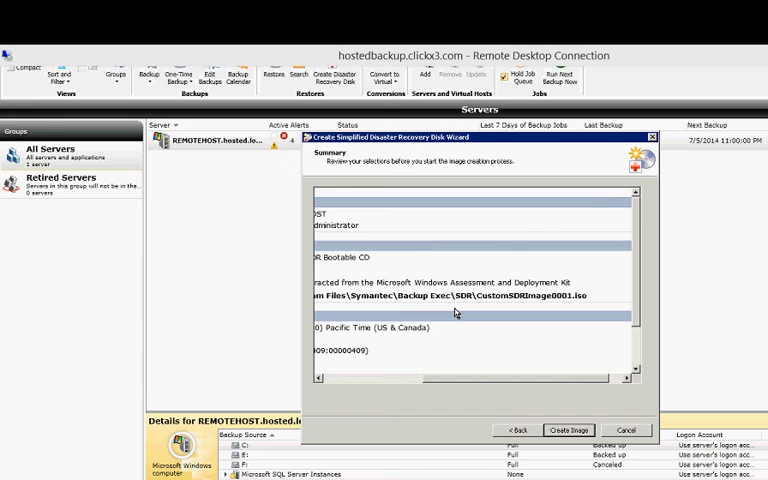 hostedbackup.clickx3.com - Remote Desktop Connection
Compact
Sort and Filter
Groups
Backup
One-Time Backup
Edit Backups
Backup Calender
Restore
Search
Create Disaster Recovery Disk
Convert to Virtual
Add
Remove
Update
Hold Job Queue
Run Next Backup Now
Views
Backups
Restores
Conversions
Servers and Virtual Hosts
Jobs
Servers
Groups
All Servers
All servers and applications
1 server
Retired Servers
Servers in this group will not be in the...
0 servers
Server
Active Alerts
Status
Last 7 Days of Backup Jobs
Last Backup
Next Backup
REMOTEHOST.hosted.lo...
4
7/5/2014 11:00:00 PM
Create Simplified Disaster Recovery Disk Wizard
Summary
Review your selections before you start the image creation process.
OST
dministrator
DR Bootable CD
racted from the Microsoft Windows Assessment and Deployment Kit
am Files\Symantec\Backup Exec\SDR\CustomSDRImage0001.iso
0) Pacific Time (US & Canada)
409:00000409)
< Back
Create Image
Cancel
Details for REMOTEHOST.hosted.lo
Microsoft Windows computer
Backup Source
Logon Account
C:
Full
Backed up
Full
Use server's logon acc...
E:
Full
Backed up
Full
Use server's logon acc...
F:
Full
Canceled
Full
Use server's logon acc...
Microsoft SQL Server Instances
None
None
Use server's logon acc...